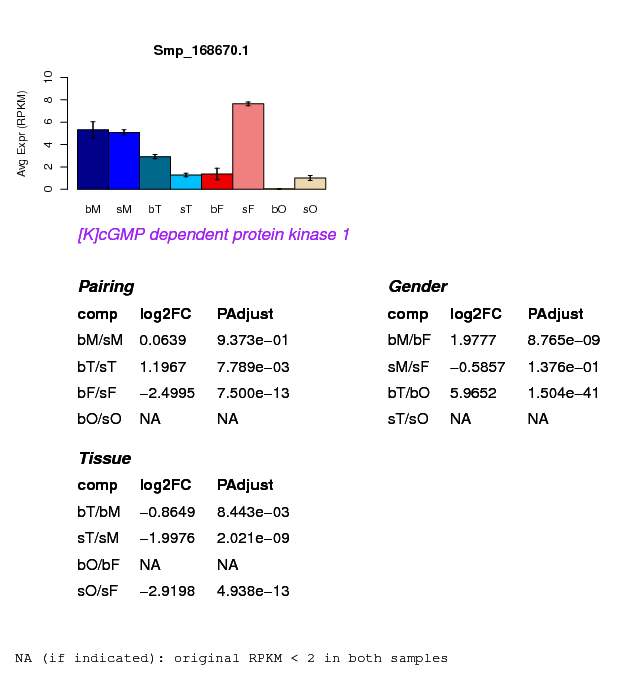 Smp_168670.1
Avg Expr (RPKM)
10
8
6
4
2
0
bM sM bT sT bF sF bO sO
[K]cGMP dependent protein kinase 1
Pairing
comp log2FC PAdjust
bM/sM 0.0639 9.373e−01
bT/sT 1.1967 7.789e−03
bF/sF −2.4995 7.500e−13
bO/sO NA NA
Gender
comp log2FC PAdjust
bM/bF 1.9777 8.765e−09
sM/sF −0.5857 1.376e−01
bT/bO 5.9652 1.504e−41
sT/sO NA NA
Tissue
comp log2FC PAdjust
bT/bM −0.8649 8.443e−03
sT/sM −1.9976 2.021e−09
bO/bF NA NA
sO/sF −2.9198 4.938e−13
NA (if indicated): original RPKM < 2 in both samples